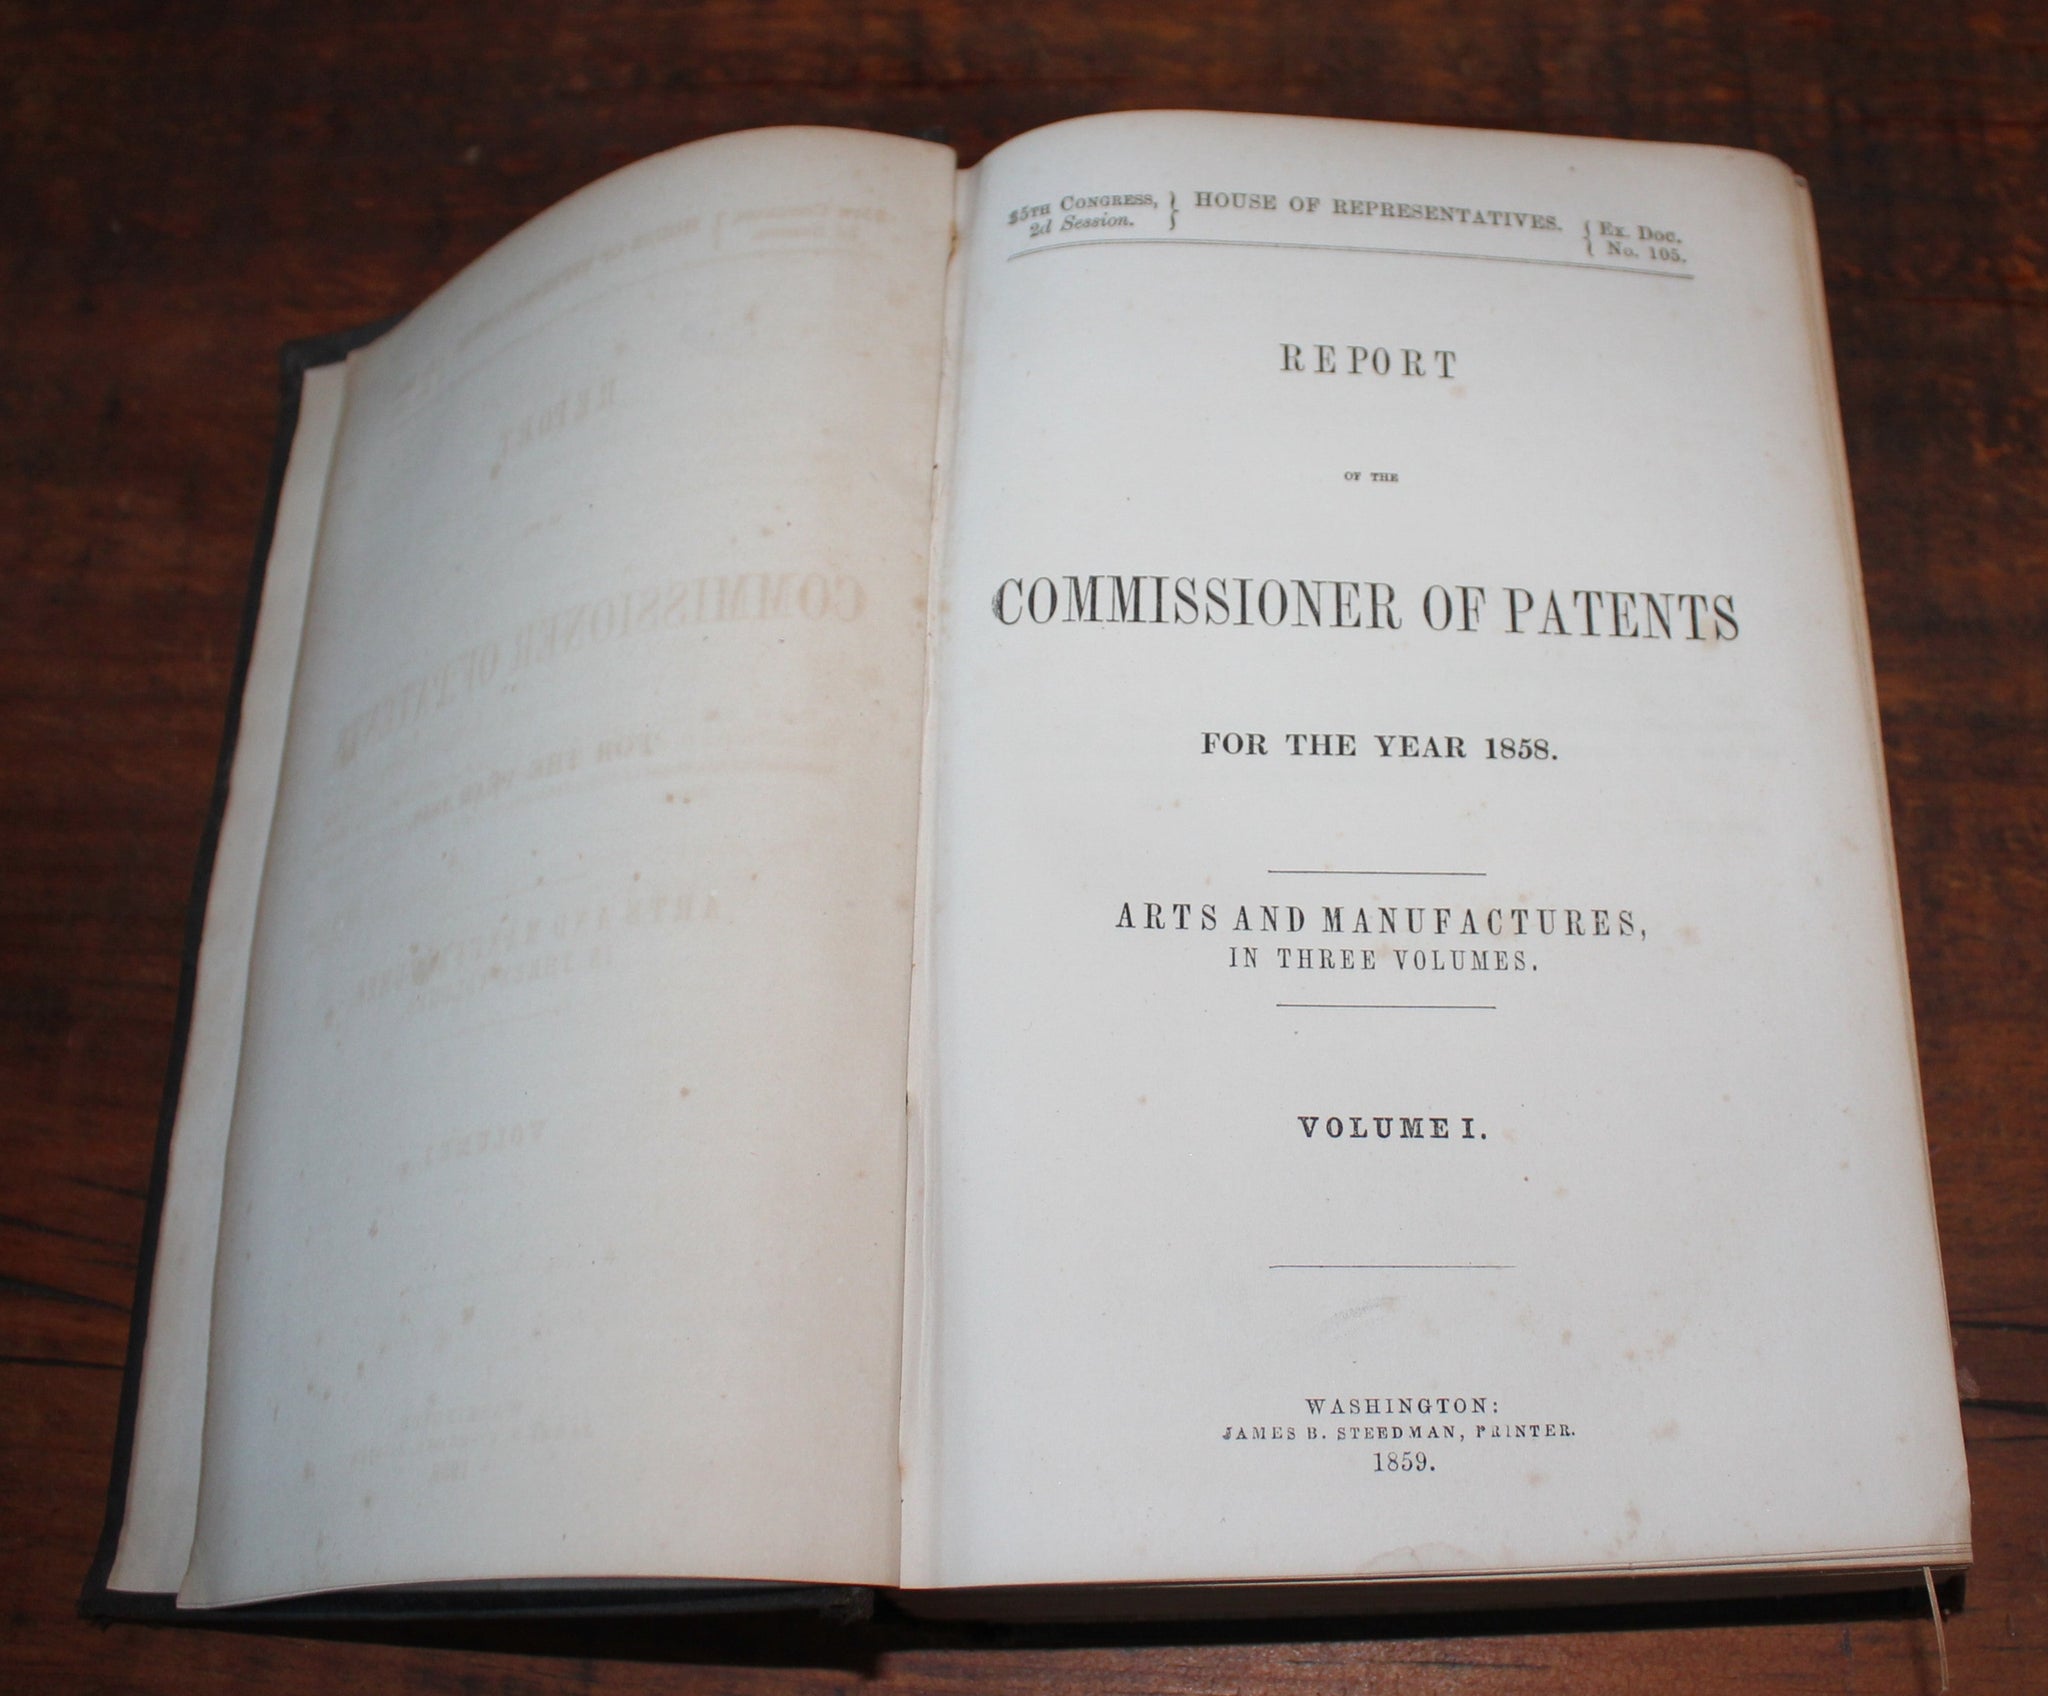 35TH CONGRESS, } HOUSE OF REPRESENTATIVES. { EX. DOC.
2d Session. } { No. 105.
REPORT
OF THE
COMMISSIONER OF PATENTS
FOR THE YEAR 1858.
ARTS AND MANUFACTURES,
IN THREE VOLUMES.
VOLUME I.
WASHINGTON:
JAMES B. STEEDMAN, PRINTER.
1859.